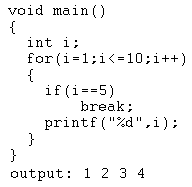 void main()
{
int i;
for(i=1;i<=10;i++)
{
if(i==5)
break;
printf("%d",i);
}
}
output: 1 2 3 4